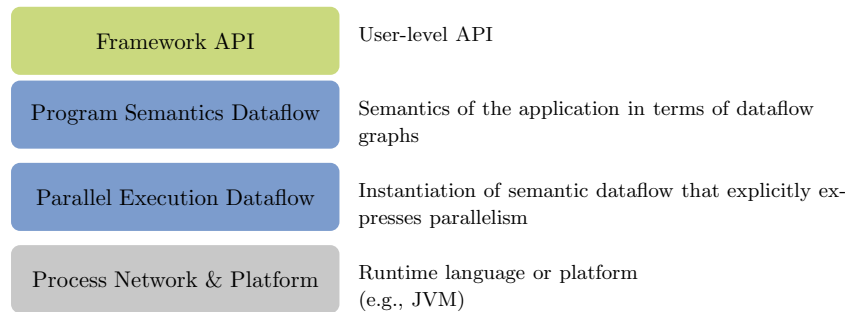 Framework API
User-level API
Program Semantics Dataflow
Semantics of the application in terms of dataflow
graphs
Parallel Execution Dataflow
Instantiation of semantic dataflow that explicitly ex-
presses parallelism
Process Network & Platform
Runtime language or platform
(e.g., JVM)